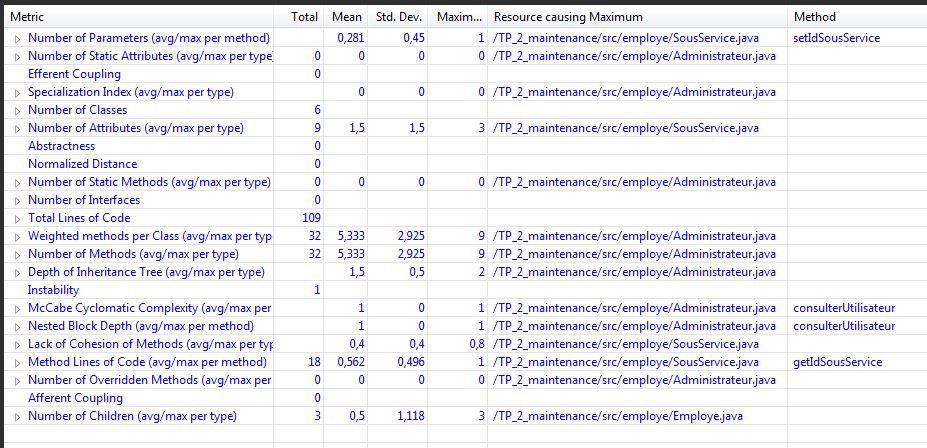 Metric Total Mean Std. Dev. Maxim... Resource causing Maximum Method
Number of Parameters (avg/max per method) 0,281 0,45 1 /TP_2_maintenance/src/employe/SousService.java setIdSousService
Number of Static Attributes (avg/max per type 0 0 0 0 /TP_2_maintenance/src/employe/Administrateur.java
Efferent Coupling 0
Specialization Index (avg/max per type) 0 0 0 /TP_2_maintenance/src/employe/Administrateur.java
Number of Classes 6
Number of Attributes (avg/max per type) 9 1,5 1,5 3 /TP_2_maintenance/src/employe/SousService.java
Abstractness 0
Normalized Distance 0
Number of Static Methods (avg/max per type) 0 0 0 0 /TP_2_maintenance/src/employe/Administrateur.java
Number of Interfaces 0
Total Lines of Code 109
Weighted methods per Class (avg/max per typ 32 5,333 2,925 9 /TP_2_maintenance/src/employe/Administrateur.java
Number of Methods (avg/max per type) 32 5,333 2,925 9 /TP_2_maintenance/src/employe/Administrateur.java
Depth of Inheritance Tree (avg/max per type) 1,5 0,5 2 /TP_2_maintenance/src/employe/Administrateur.java
Instability 1
McCabe Cyclomatic Complexity (avg/max per 1 0 1 /TP_2_maintenance/src/employe/Administrateur.java consulterUtilisateur
Nested Block Depth (avg/max per method) 1 0 1 /TP_2_maintenance/src/employe/Administrateur.java consulterUtilisateur
Lack of Cohesion of Methods (avg/max per typ 0,4 0,4 0,8 /TP_2_maintenance/src/employe/SousService.java
Method Lines of Code (avg/max per method) 18 0,562 0,496 1 /TP_2_maintenance/src/employe/SousService.java getIdSousService
Number of Overridden Methods (avg/max per 0 0 0 0 /TP_2_maintenance/src/employe/Administrateur.java
Afferent Coupling 0
Number of Children (avg/max per type) 3 0,5 1,118 3 /TP_2_maintenance/src/employe/Employe.java